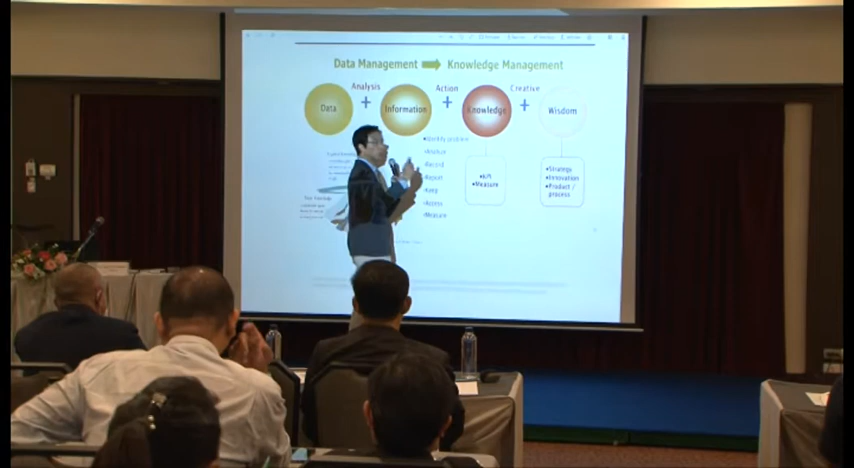 Data Management Knowledge Management
Analysis
Action
Creative
Data
+
Information
+
Knowledge
+
Wisdom
•Identify problem
•Analyze
•Record
•Report
•Keep
•Access
•Measure
•KPI
•Measure
•Strategy
•Innovation
•Product /
process